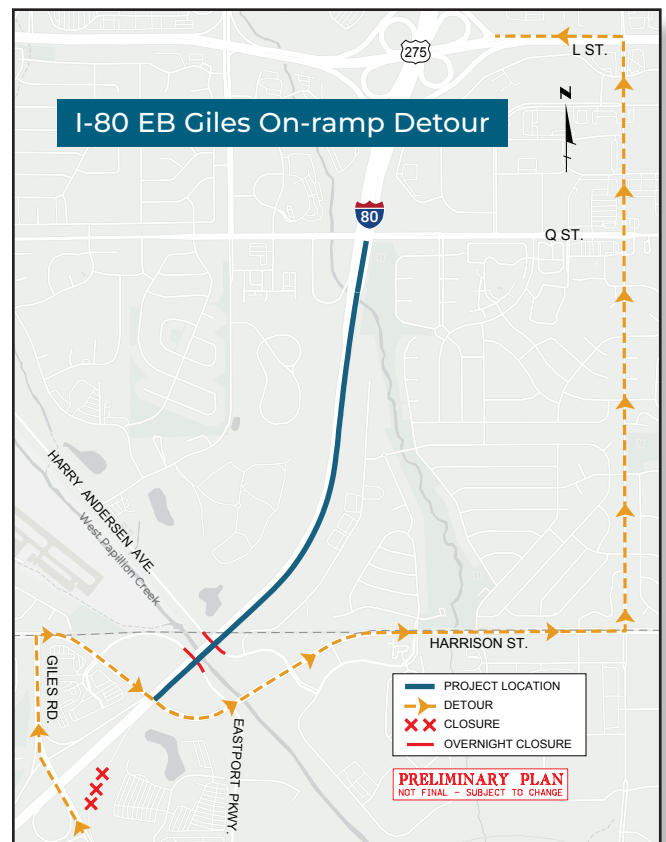 275
L ST.
I-80 EB Giles On-ramp Detour
N
80
Q ST.
HARRY ANDERSEN AVE.
West Papillion Creek
HARRISON ST.
GILES RD.
EASTPORT PKWY.
PROJECT LOCATION
DETOUR
CLOSURE
OVERNIGHT CLOSURE
PRELIMINARY PLAN
NOT FINAL - SUBJECT TO CHANGE